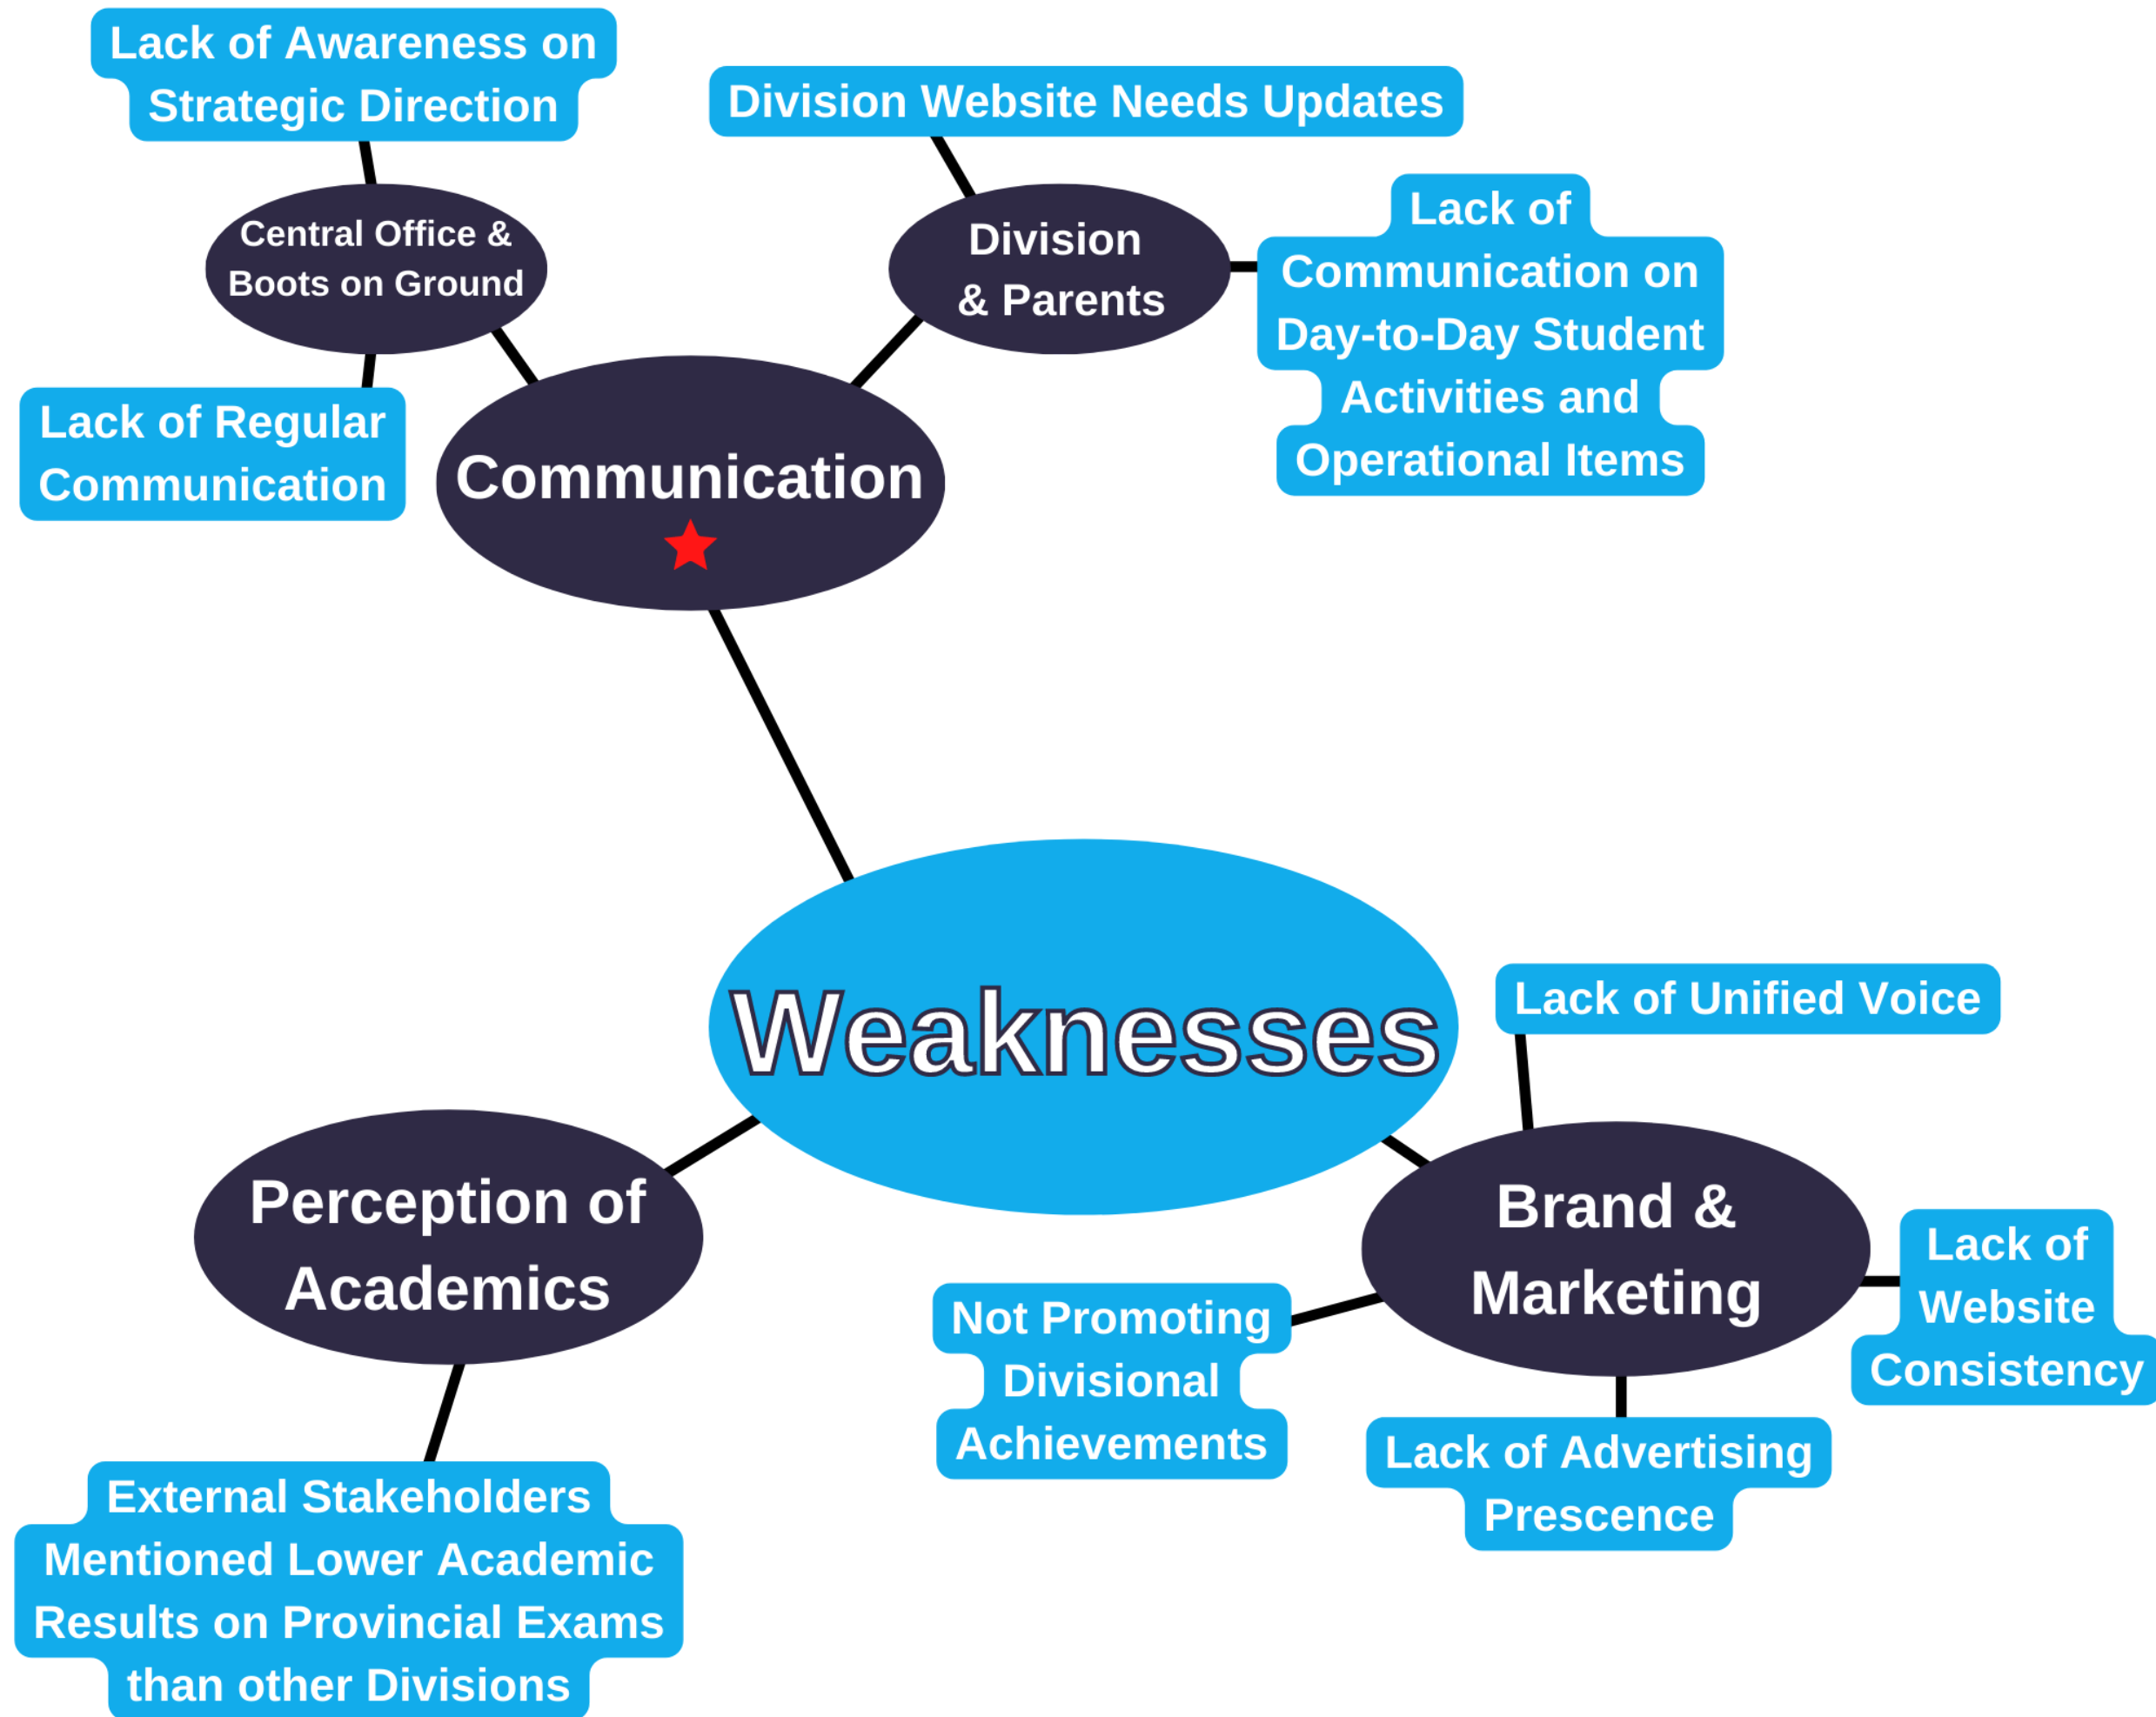 Lack of Awareness on
Strategic Direction
Division Website Needs Updates
Central Office &
Boots on Ground
Division
& Parents
Lack of
Communication on
Day-to-Day Student
Activities and
Operational Items
Lack of Regular
Communication
Communication
Weaknesses
Lack of Unified Voice
Perception of
Academics
Brand &
Marketing
Lack of
Website
Consistency
Not Promoting
Divisional
Achievements
Lack of Advertising
Prescence
External Stakeholders
Mentioned Lower Academic
Results on Provincial Exams
than other Divisions